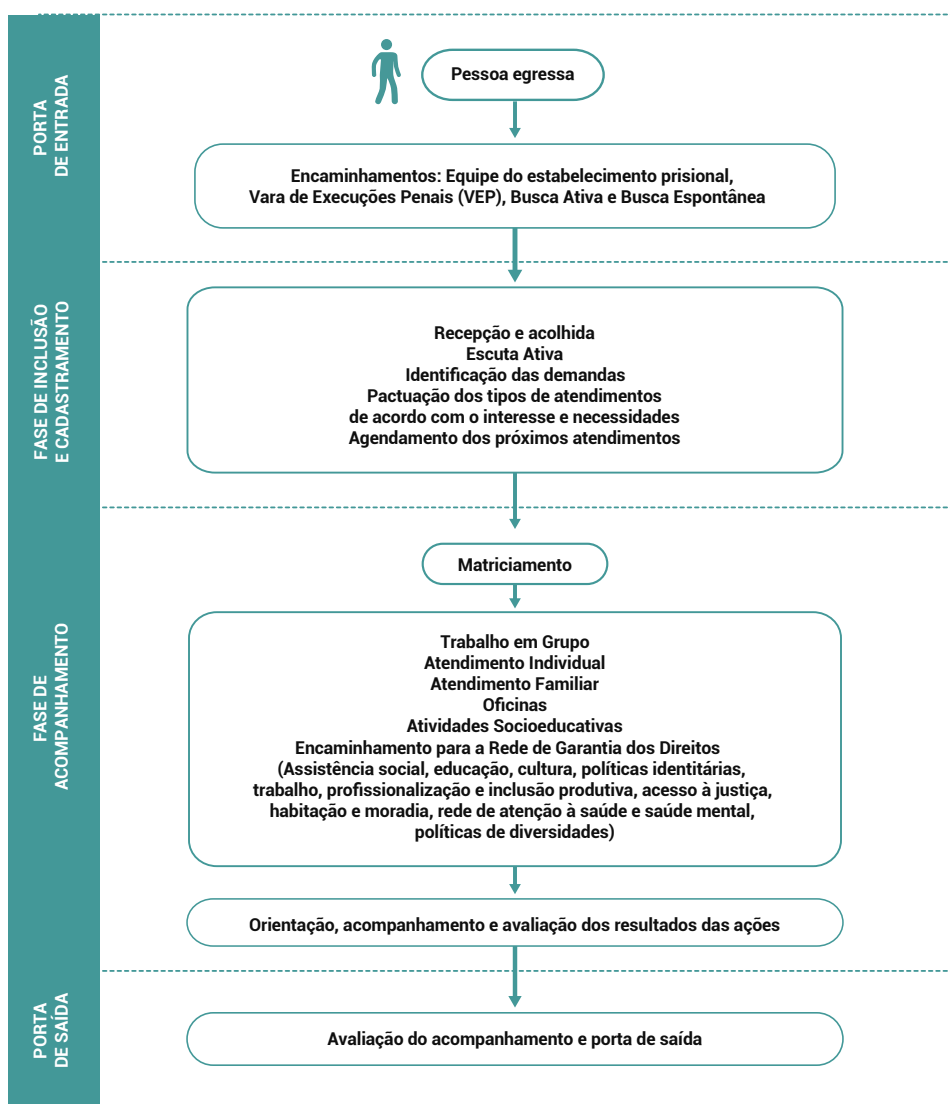 PORTA
DE ENTRADA
Pessoa egressa
Encaminhamentos: Equipe do estabelecimento prisional,
Vara de Execuções Penais (VEP), Busca Ativa e Busca Espontânea
FASE DE INCLUSÃO
E CADASTRAMENTO
Recepção e acolhida
Escuta Ativa
Identificação das demandas
Pactuação dos tipos de atendimentos
de acordo com o interesse e necessidades
Agendamento dos próximos atendimentos
FASE DE
ACOMPANHAMENTO
Matriciamento
Trabalho em Grupo
Atendimento Individual
Atendimento Familiar
Oficinas
Atividades Socioeducativas
Encaminhamento para a Rede de Garantia dos Direitos
(Assistência social, educação, cultura, políticas identitárias,
trabalho, profissionalização e inclusão produtiva, acesso à justiça,
habitação e moradia, rede de atenção à saúde e saúde mental,
políticas de diversidades)
Orientação, acompanhamento e avaliação dos resultados das ações
PORTA
DE SAÍDA
Avaliação do acompanhamento e porta de saída